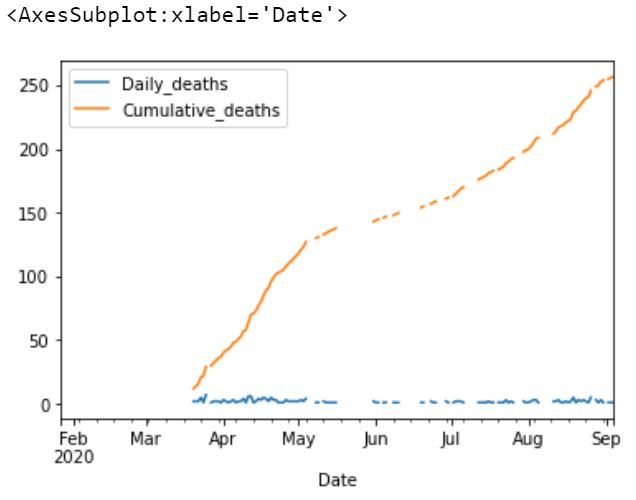 <AxesSubplot:xlabel='Date'>
250
Daily_deaths
Cumulative_deaths
200
150
100
50
0
Feb Mar Apr May Jun Jul Aug Sep
2020
Date